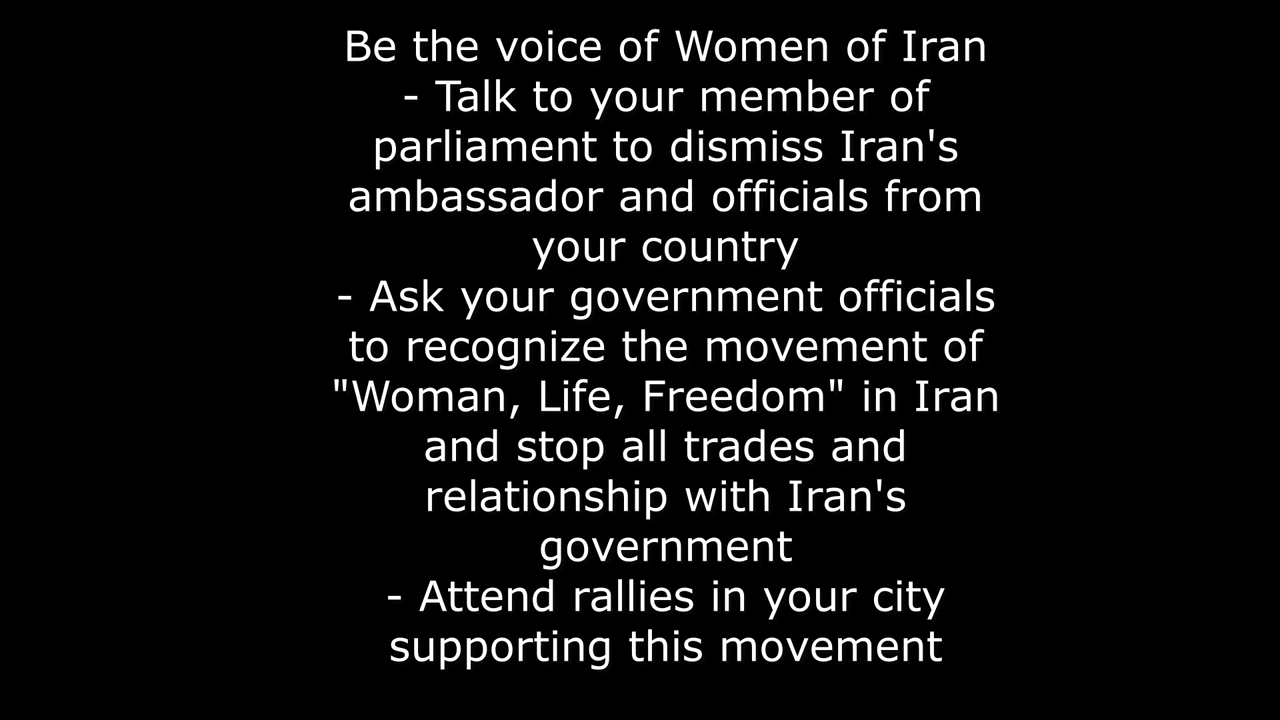 Be the voice of Women of Iran
- Talk to your member of
parliament to dismiss Iran's
ambassador and officials from
your country
- Ask your government officials
to recognize the movement of
"Woman, Life, Freedom" in Iran
and stop all trades and
relationship with Iran's
government
- Attend rallies in your city
supporting this movement